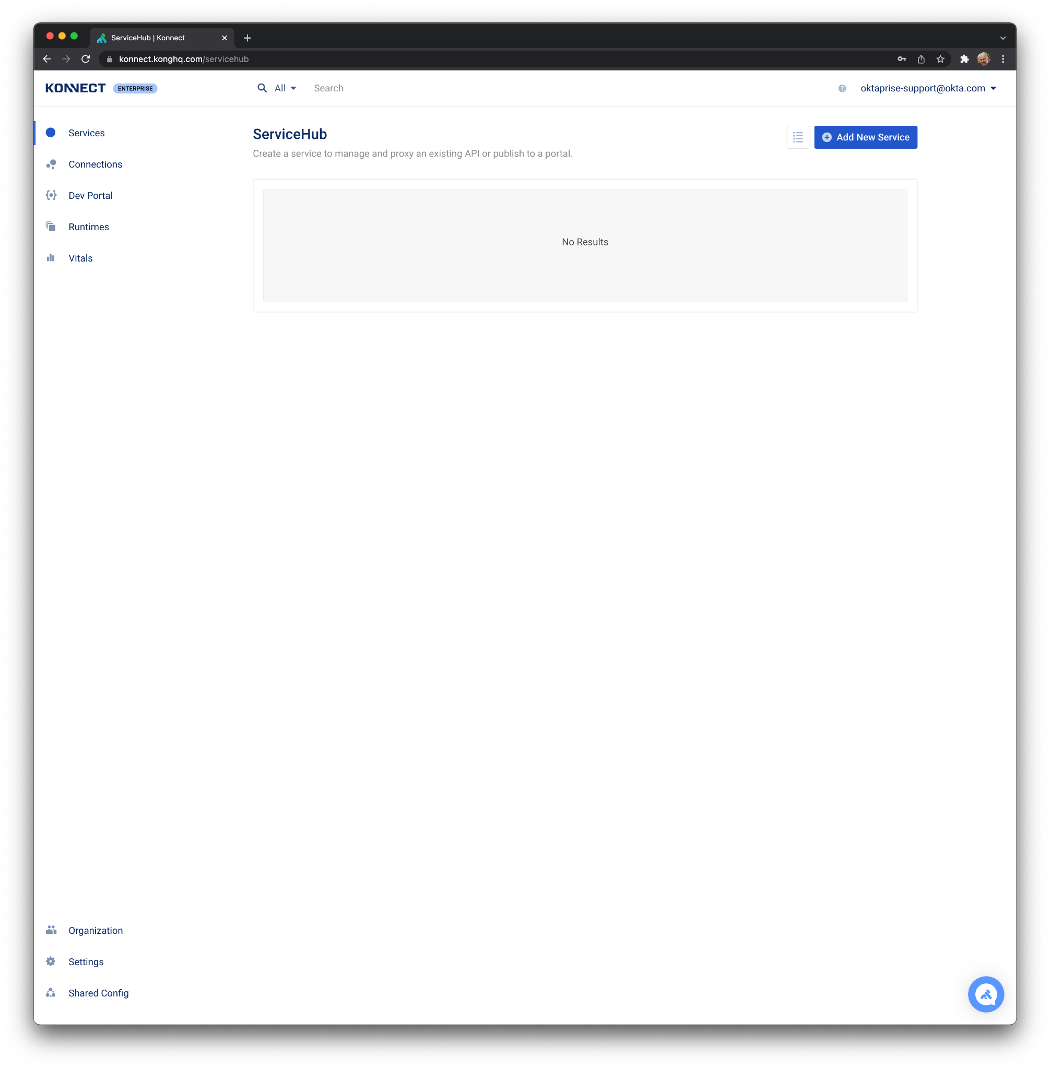 ServiceHub | Konnect
konnect.konghq.com/servicehub
KONNECT ENTERPRISE
All Search
oktaprise-support@okta.com
Services
Connections
Dev Portal
Runtimes
Vitals
ServiceHub
Create a service to manage and proxy an existing API or publish to a portal.
Add New Service
No Results
Organization
Settings
Shared Config